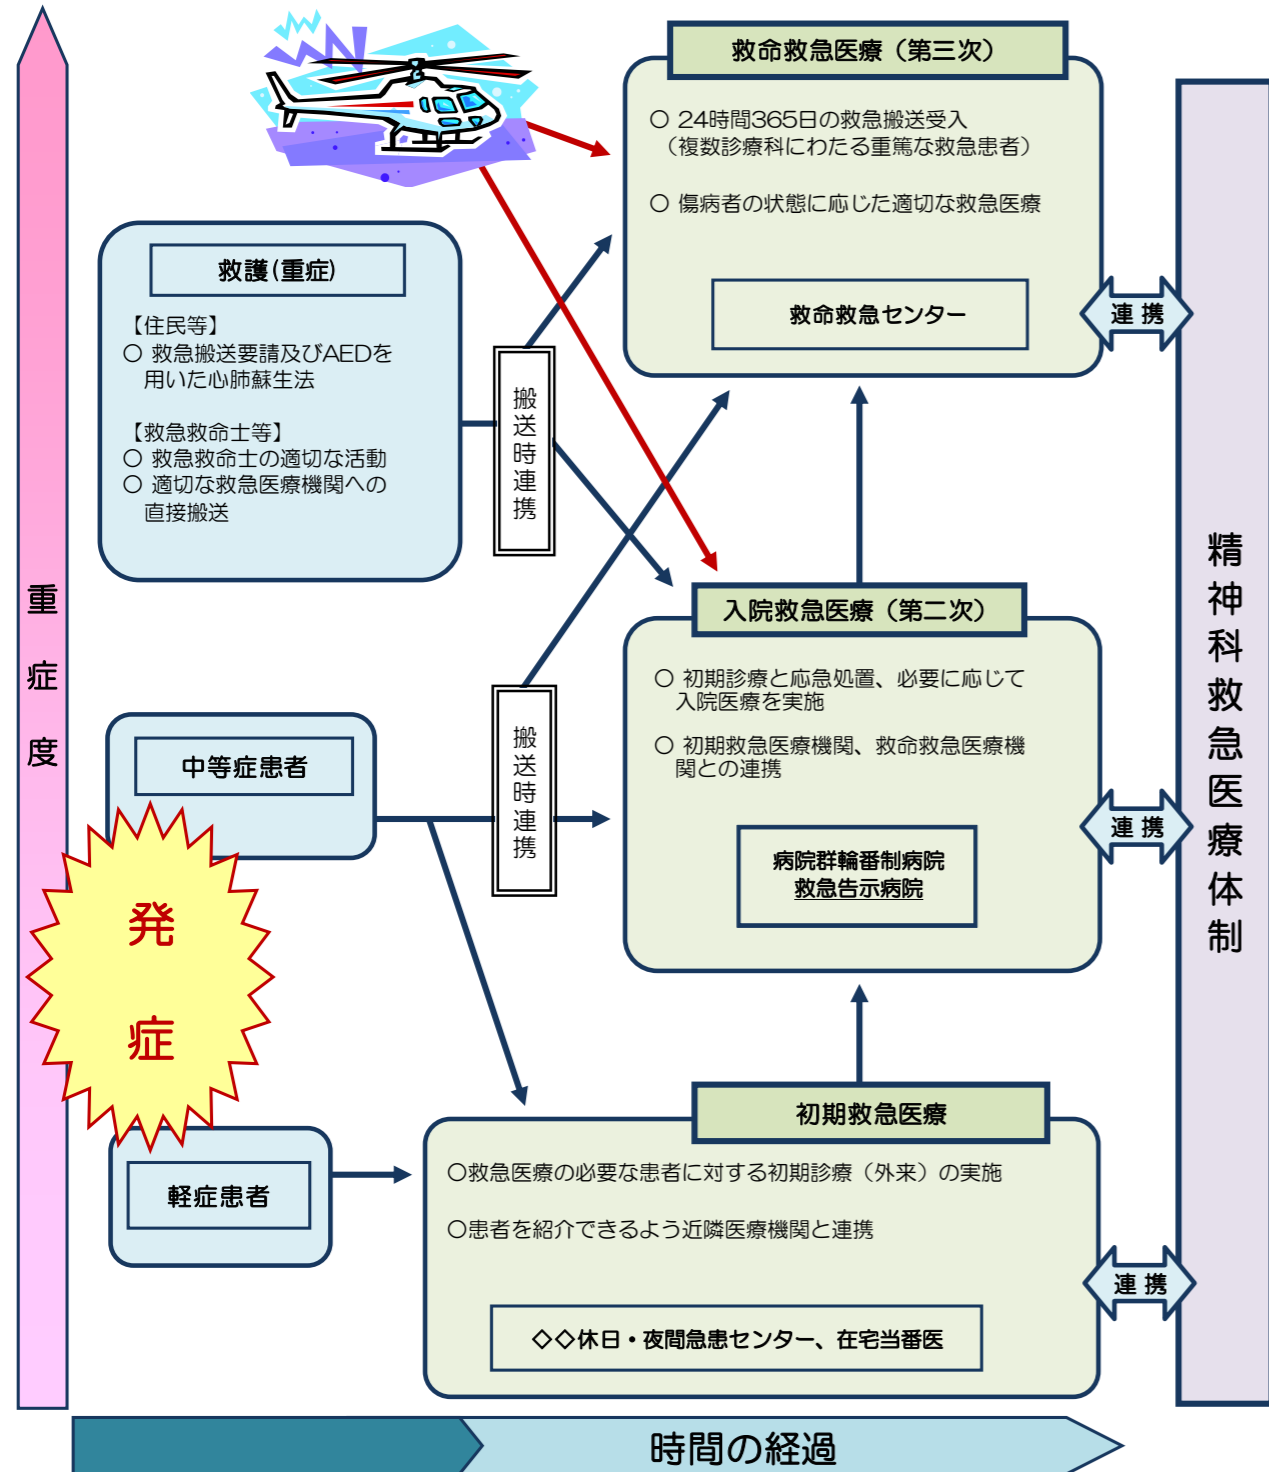 救命救急医療（第三次）
○ 24時間365日の救急搬送受入
（複数診療科にわたる重篤な救急患者）
○ 傷病者の状態に応じた適切な救急医療
救命救急センター
連 携
救護(重症)
【住民等】
○ 救急搬送要請及びAEDを
用いた心肺蘇生法
【救急救命士等】
○ 救急救命士の適切な活動
○ 適切な救急医療機関への
直接搬送
搬送時連携
重症度
入院救急医療（第二次）
○ 初期診療と応急処置、必要に応じて
入院医療を実施
○ 初期救急医療機関、救命救急医療機
関との連携
病院群輪番制病院
救急告示病院
連 携
搬送時連携
中等症患者
発症
精神科救急医療体制
初期救急医療
○救急医療の必要な患者に対する初期診療（外来）の実施
○患者を紹介できるよう近隣医療機関と連携
◇◇休日・夜間急患センター、在宅当番医
連 携
軽症患者
時間の経過